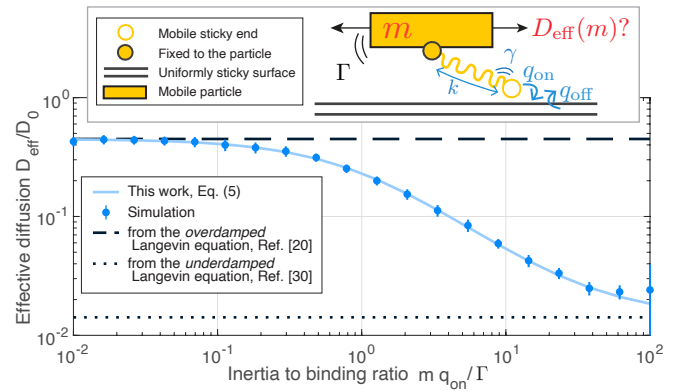 Mobile sticky end
Fixed to the particle
Uniformly sticky surface
Mobile particle
m
D_eff(m)?
Γ
γ
k
q_on
q_off
Effective diffusion D_eff/D_0
10^0
10^-1
10^-2
This work, Eq. (5)
Simulation
from the overdamped
Langevin equation, Ref. [20]
from the underdamped
Langevin equation, Ref. [30]
10^-2
10^-1
10^0
10^1
10^2
Inertia to binding ratio m q_on/Γ